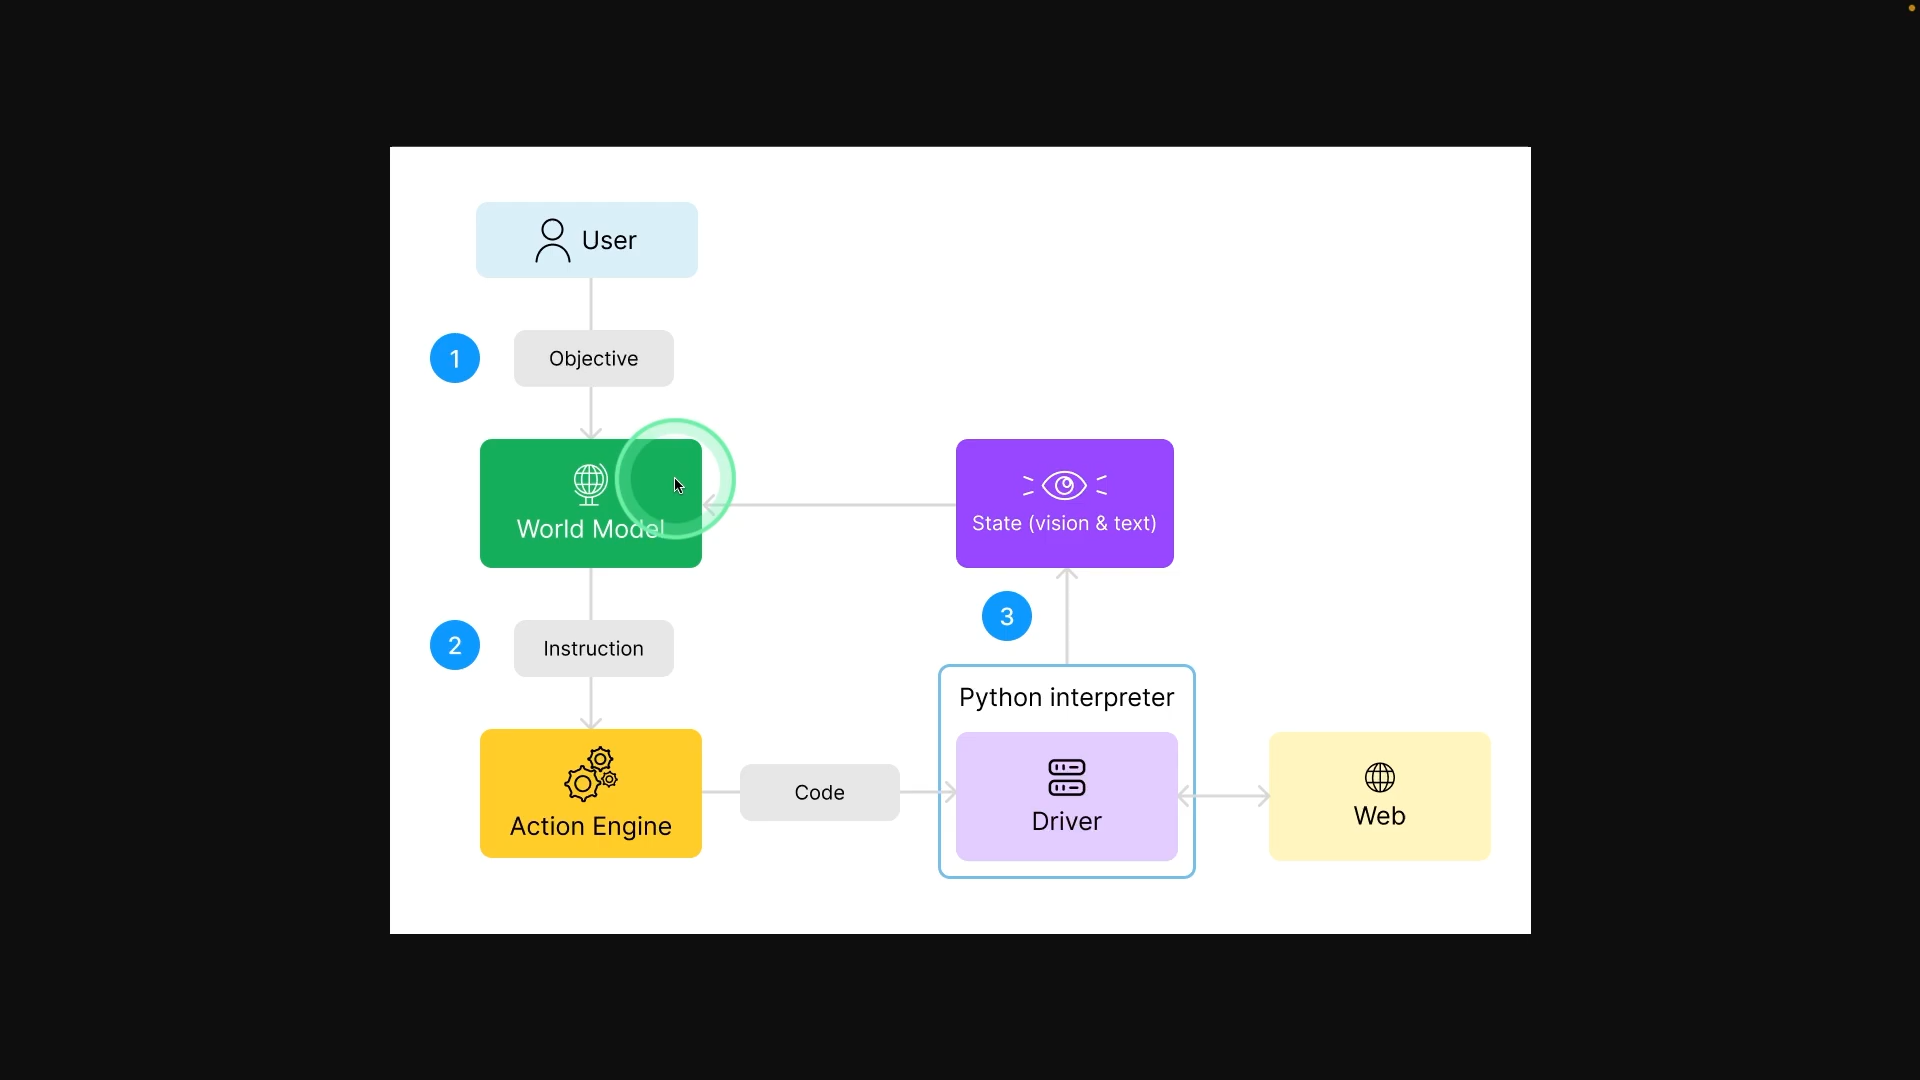 User
1
Objective
World Model
State (vision & text)
3
2
Instruction
Python interpreter
Action Engine
Code
Driver
Web